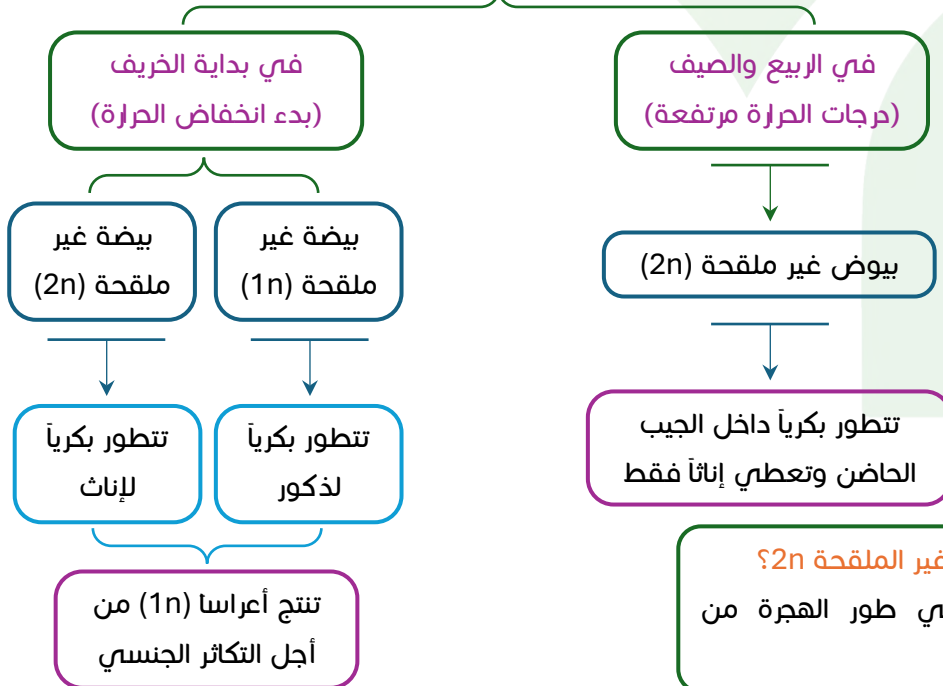 في الربيع والصيف
(درجات الحرارة مرتفعة)
بيوض غير ملقحة (2n)
تتطور بكرياً داخل الجيب
الحاضن وتعطي إناثاً فقط
غير الملقحة 2n؟
ي طور الهجرة من
في بداية الخريف
(بدء انخفاض الحرارة)
بيضة غير
ملقحة (1n)
تتطور بكرياً
لذكور
بيضة غير
ملقحة (2n)
تتطور بكرياً
لإناث
تنتج أعراسا (1n) من
أجل التكاثر الجنسي